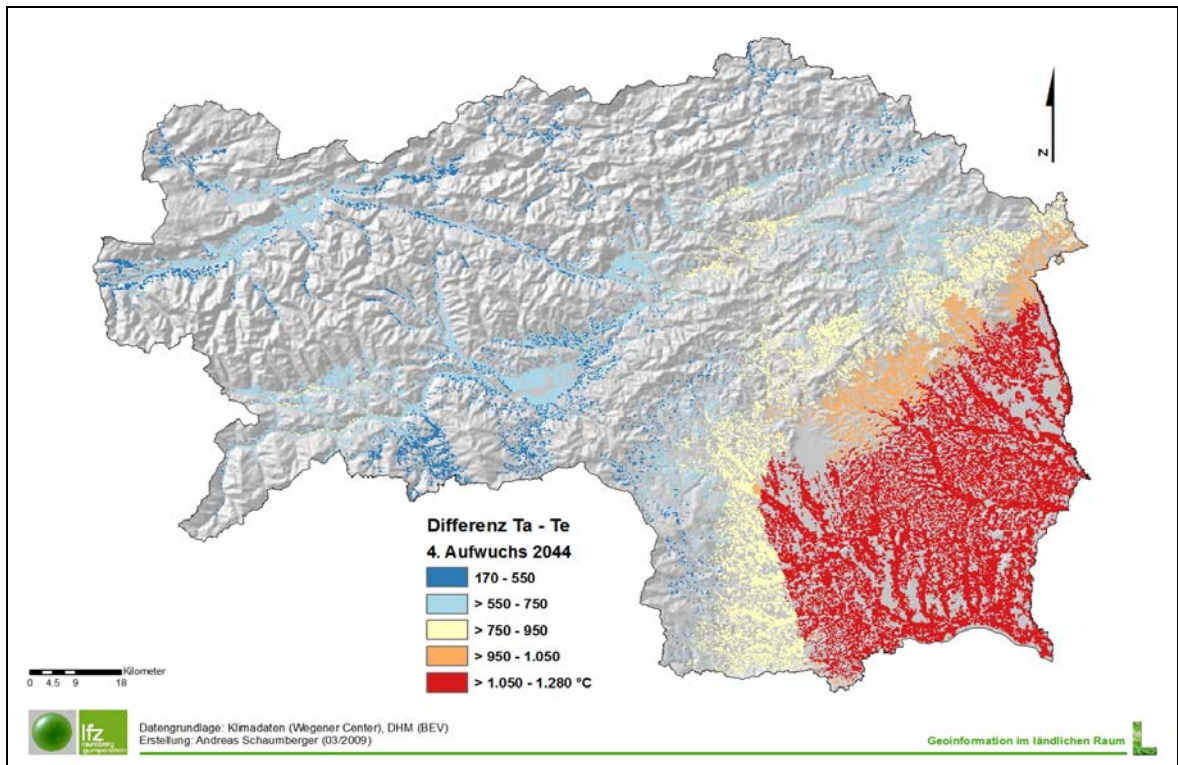 N
Differenz Ta - Te
4. Aufwuchs 2044
170 - 550
> 550 - 750
> 750 - 950
> 950 - 1.050
> 1.050 - 1.280 °C
Kilometer
0 4.5 9 18
lfz
raumberg
gumpenstein
Datengrundlage: Klimadaten (Wegener Center), DHM (BEV)
Erstellung: Andreas Schaumberger (03/2009)
Geoinformation im ländlichen Raum